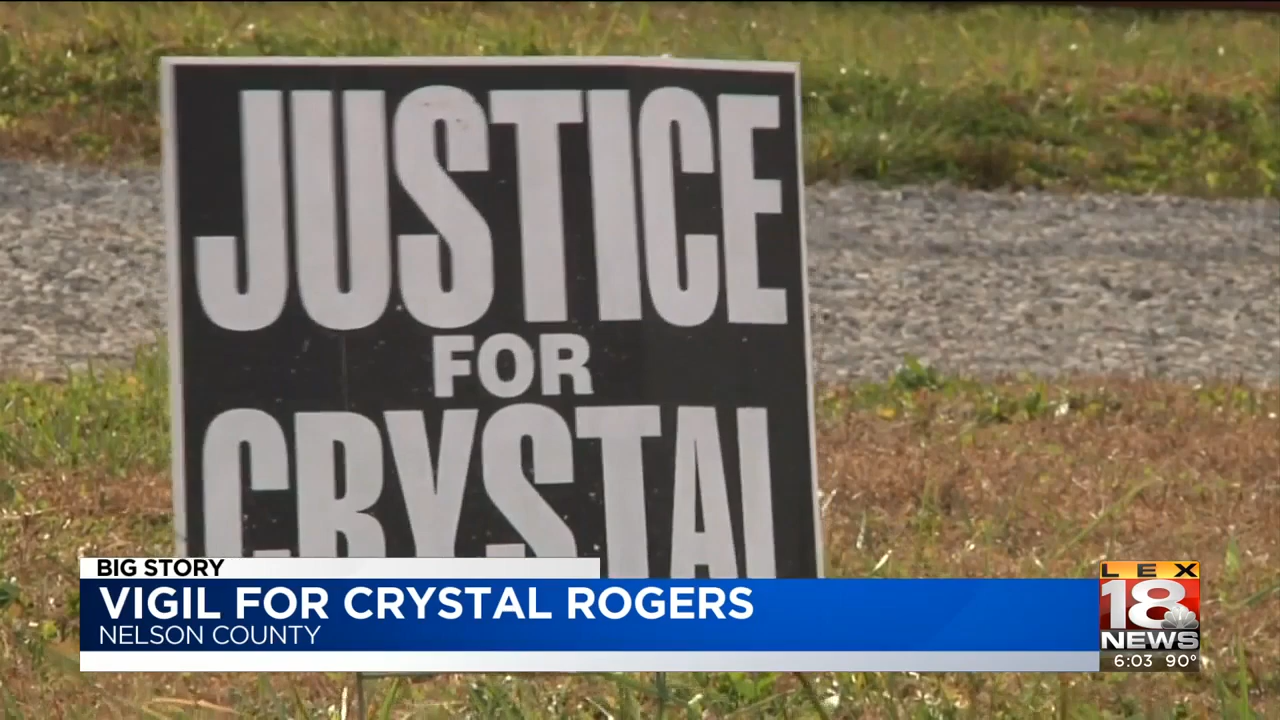 JUSTICE
FOR
CRYSTAL
BIG STORY
VIGIL FOR CRYSTAL ROGERS
NELSON COUNTY
LEX
18
NEWS
6:03 90°